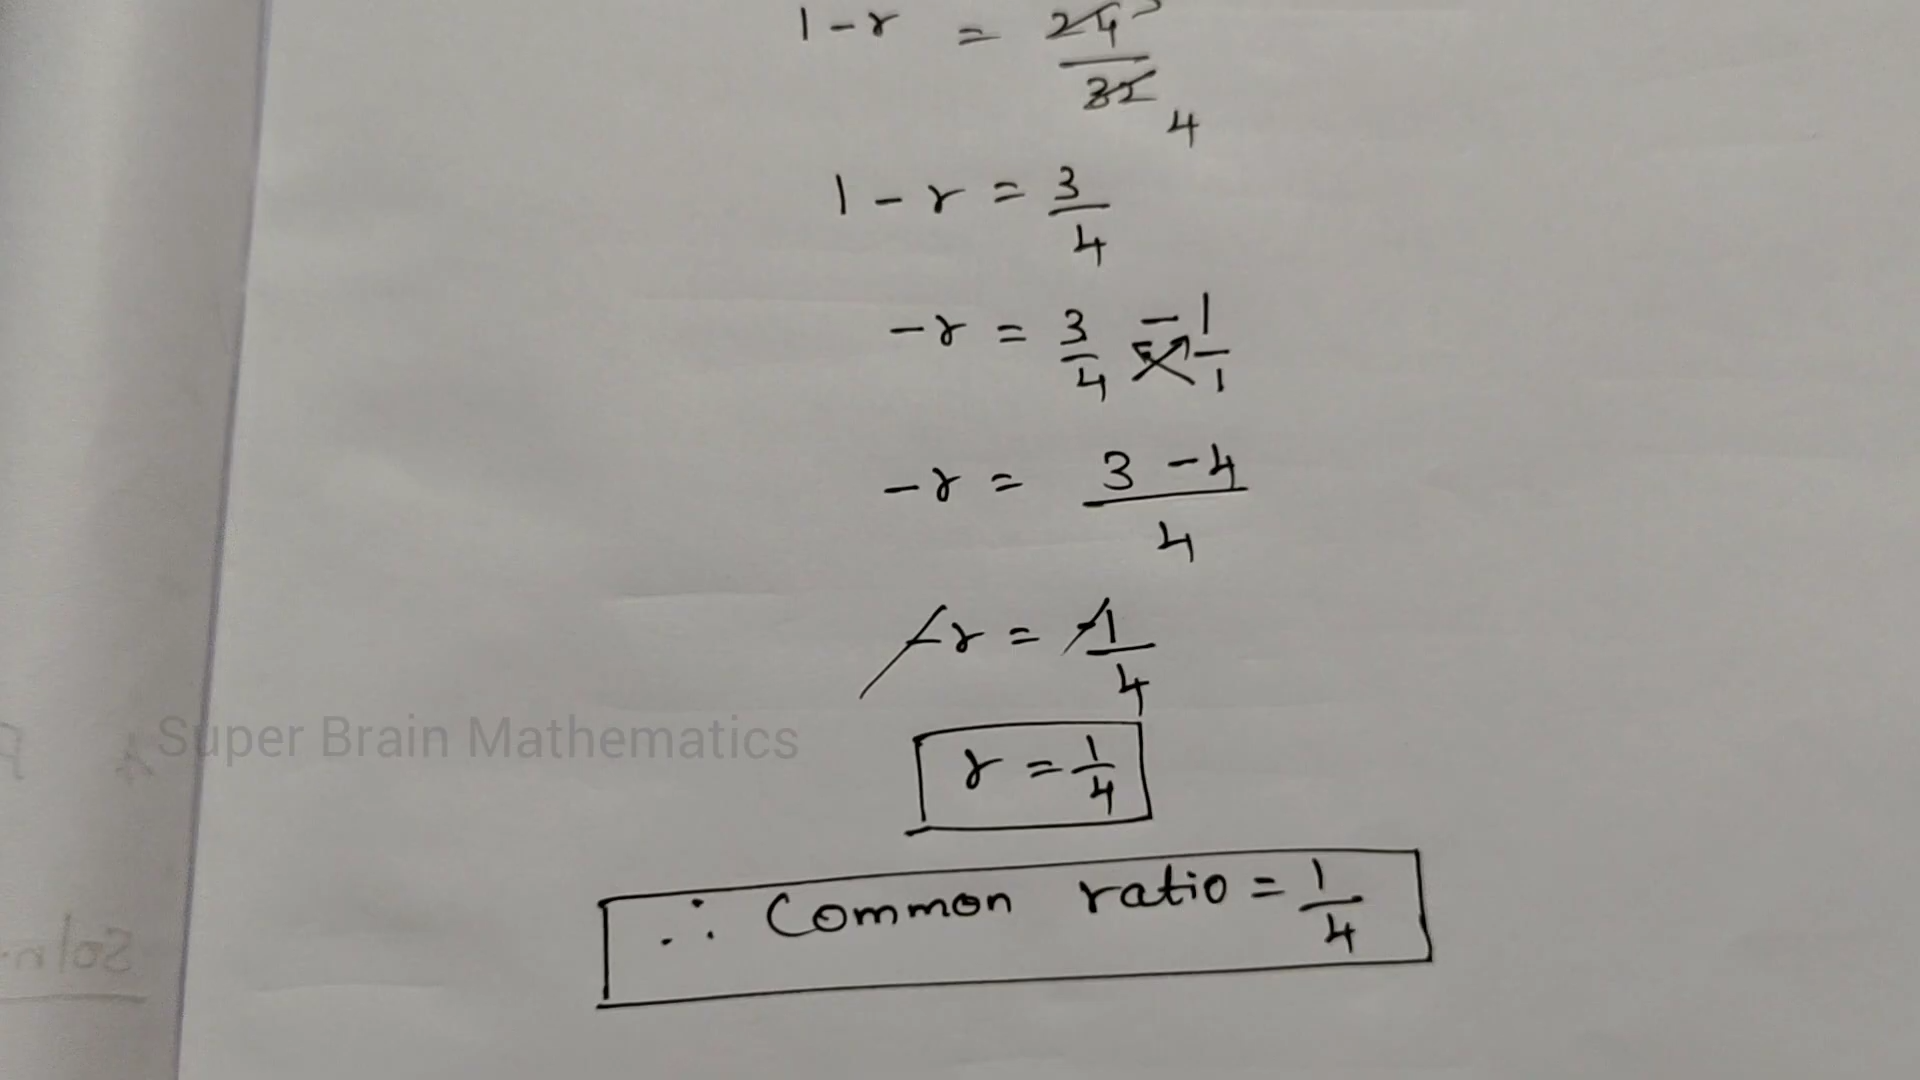 1 - r = 24/32 3 4
1 - r = 3/4
-r = 3/4 - 1/1
-r = 3 - 4/4
-r = -1/4
r = 1/4
Super Brain Mathematics
∴ Common ratio = 1/4